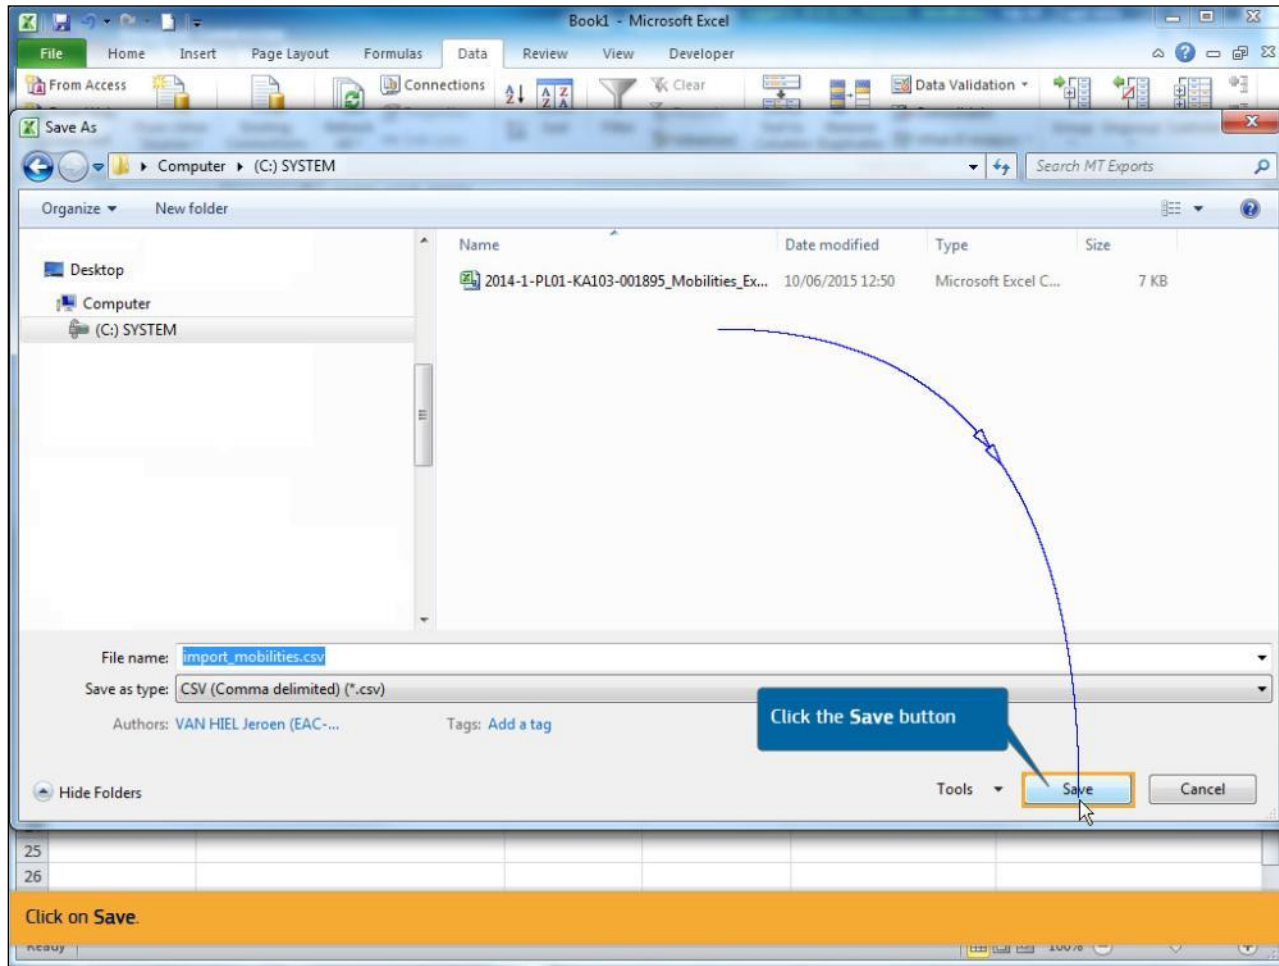 Book1 - Microsoft Excel
File Home Insert Page Layout Formulas Data Review View Developer
From Access Connections Clear Data Validation
Save As
Computer (C:) SYSTEM Search MT Exports
Organize New folder
Name Date modified Type Size
Desktop
2014-1-PL01-KA103-001895_Mobilities_Ex... 10/06/2015 12:50 Microsoft Excel C... 7 KB
Computer
(C:) SYSTEM
File name: import_mobilities.csv
Save as type: CSV (Comma delimited) (*.csv)
Authors: VAN HIEL Jeroen (EAC-... Tags: Add a tag
Click the Save button
Hide Folders Tools Save Cancel
25
26
Click on Save.
Ready 100%